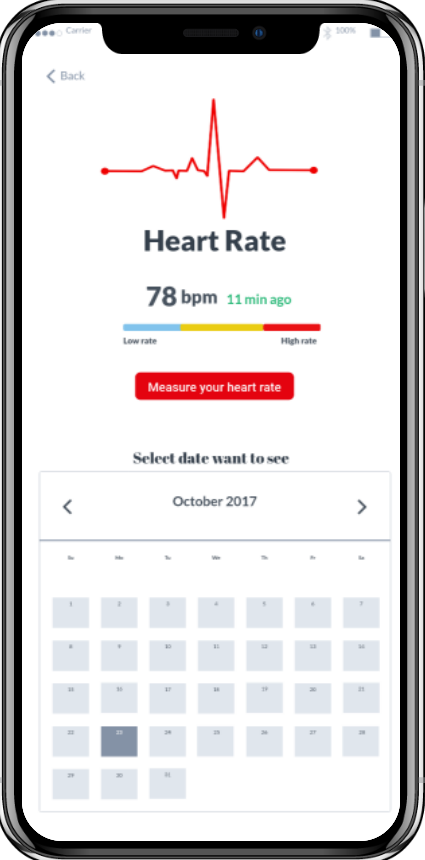 Carrier 100%
Back
Heart Rate
78 bpm 11 min ago
Low rate High rate
Measure your heart rate
Select date want to see
October 2017
Su Mo Tu We Th Fr Sa
1 2 3 4 5 6 7
8 9 10 11 12 13 14
15 16 17 18 19 20 21
22 23 24 25 26 27 28
29 30 31